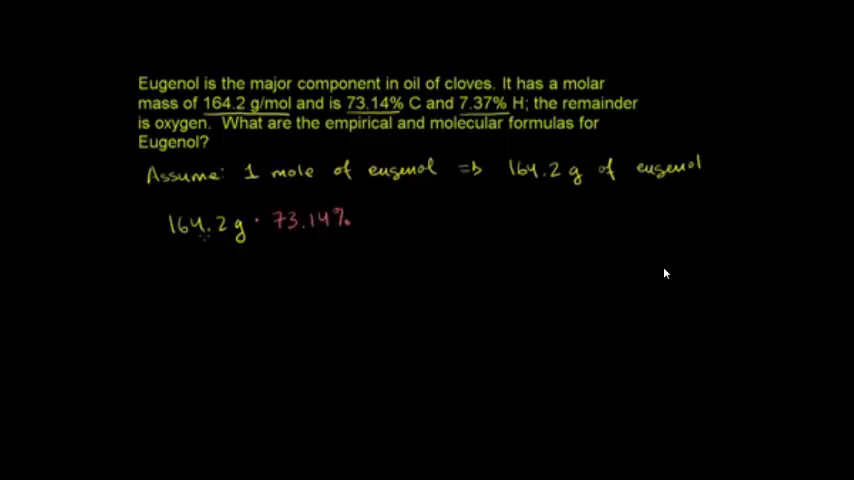 Eugenol is the major component in oil of cloves. It has a molar
mass of 164.2 g/mol and is 73.14% C and 7.37% H; the remainder
is oxygen. What are the empirical and molecular formulas for
Eugenol?
Assume: 1 mole of eugenol => 164.2 g of eugenol
164.2 g · 73.14%